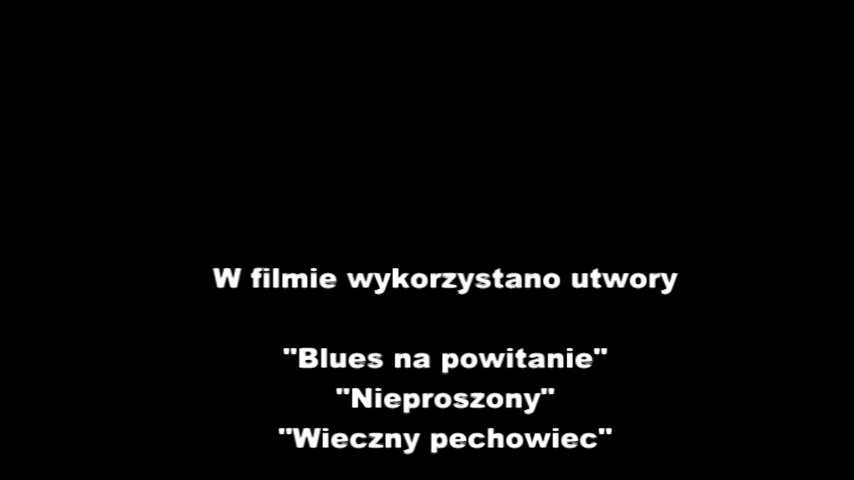 W filmie wykorzystano utwory
"Blues na powitanie"
"Nieproszony"
"Wieczny pechowiec"